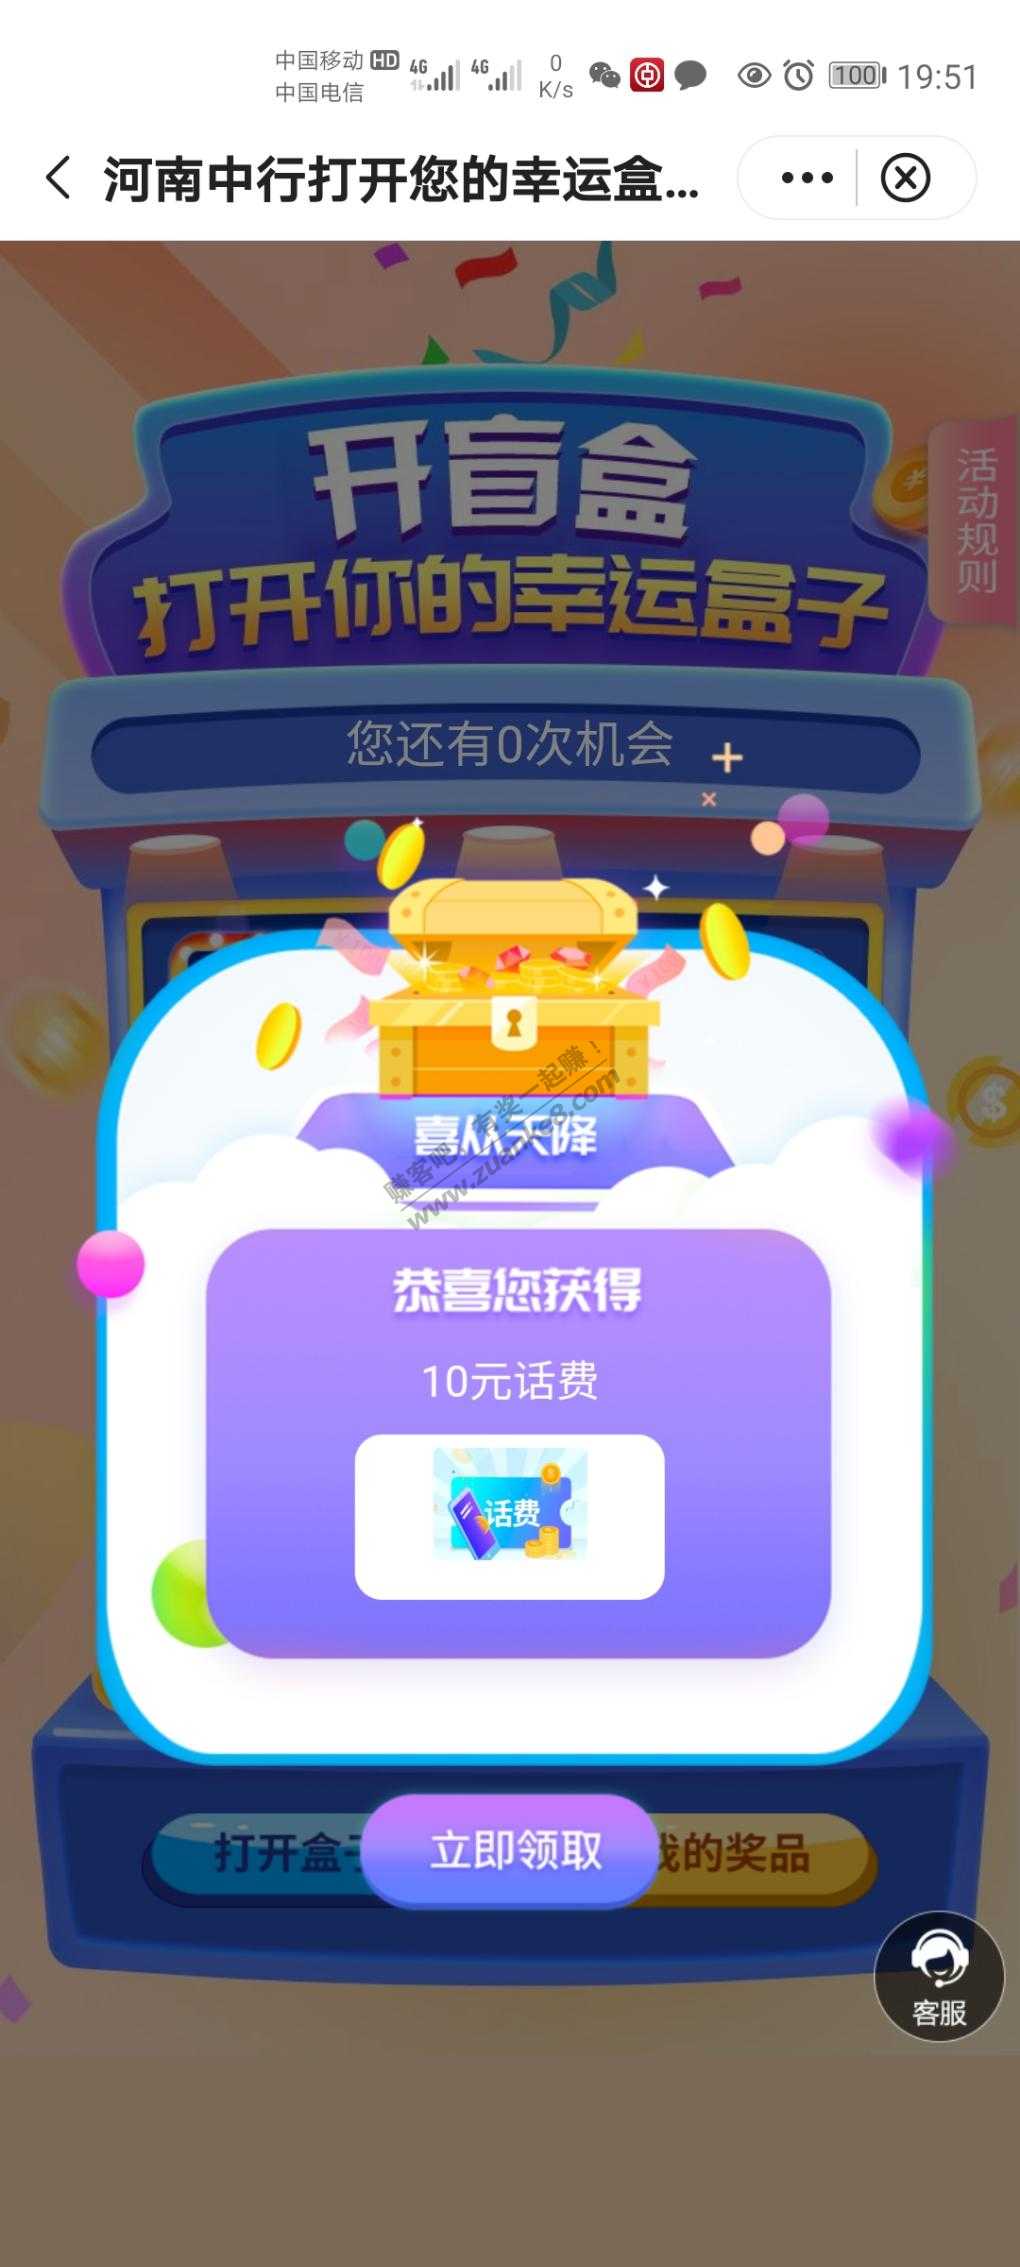 中国移动 HD 4G 4G 0 100 19:51
中国电信 K/s
河南中行打开您的幸运盒...
开盲盒
活动规则
打开你的幸运盒子
您还有0次机会
喜从天降
赚客吧，有奖一起赚！
www.zuanke8.com
恭喜您获得
10元话费
话费
打开盒子 立即领取 我的奖品
客服